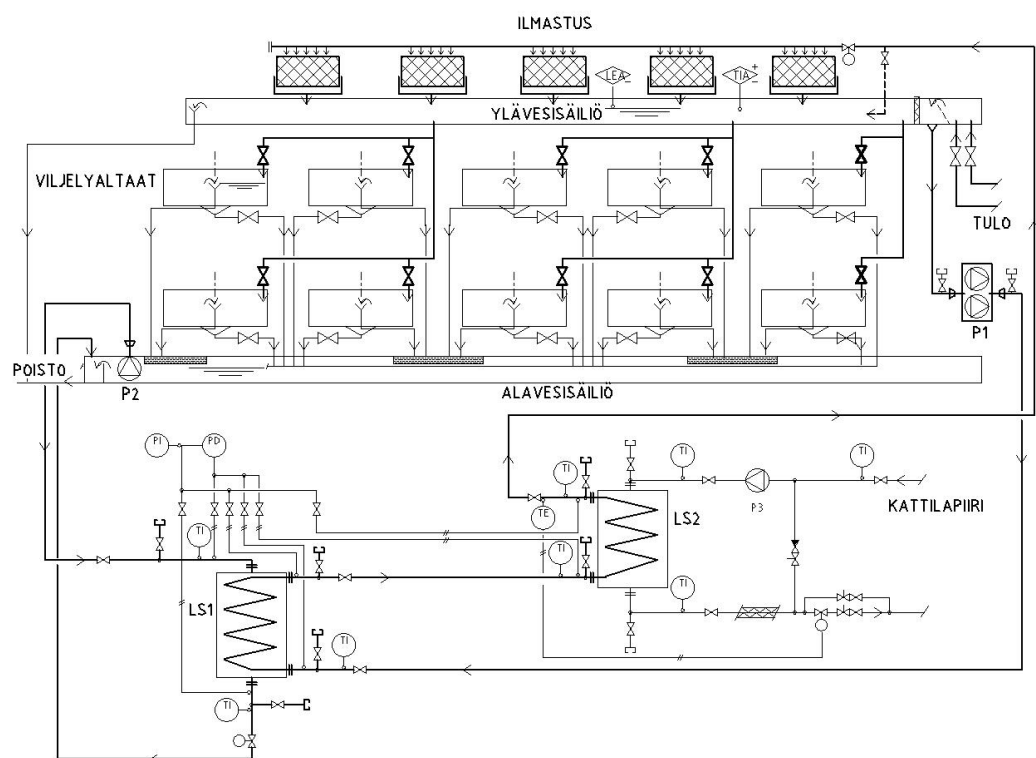 ILMASTUS
LEA
TIA
+
YLÄVESISÄILIÖ
VILJELYALTAAT
TULO
P1
POISTO
P2
ALAVESISÄILIÖ
PI
PD
TI
TI
TI
KATTILAPIIRI
P3
TE
LS2
TI
TI
TI
LS1
TI
TI